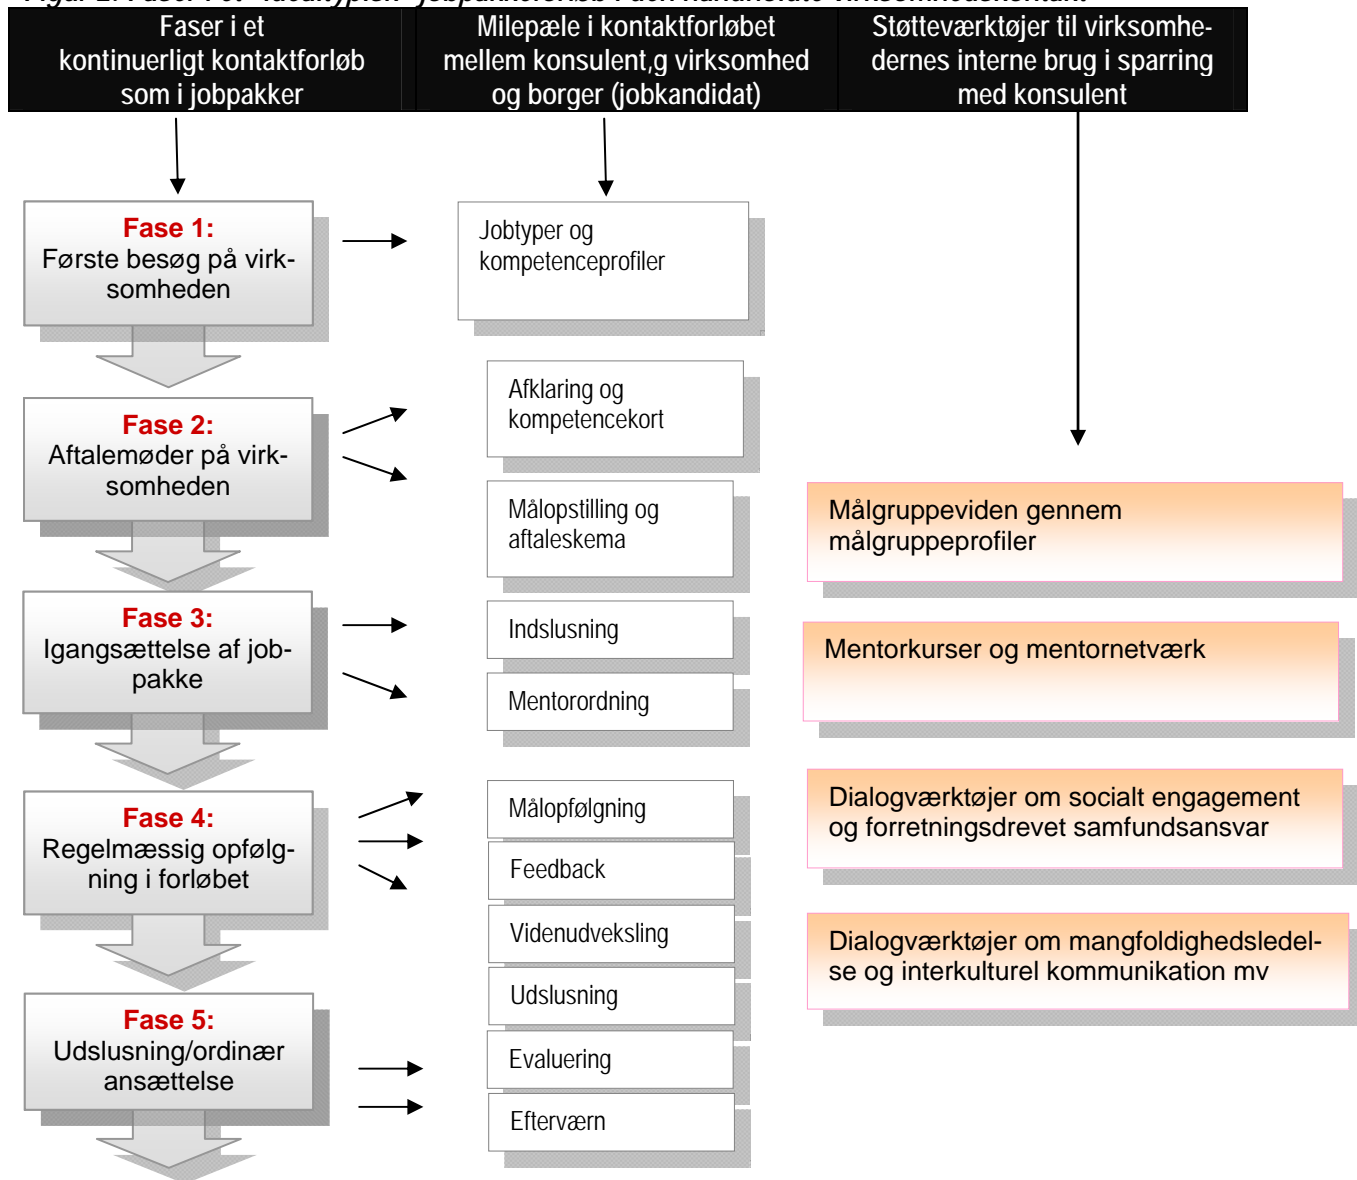 Faser i et
kontinuerligt kontaktforløb
som i jobpakker
Milepæle i kontaktforløbet
mellem konsulent,g virksomhed
og borger (jobkandidat)
Støtteværktøjer til virksomhe-
dernes interne brug i sparring
med konsulent
Fase 1:
Første besøg på virk-
somheden
Jobtyper og
kompetenceprofiler
Fase 2:
Aftalemøder på virk-
somheden
Afklaring og
kompetencekort
Målopstilling og
aftaleskema
Fase 3:
Igangsættelse af job-
pakke
Indslusning
Mentorordning
Fase 4:
Regelmæssig opfølg-
ning i forløbet
Målopfølgning
Feedback
Videnudveksling
Udslusning
Fase 5:
Udslusning/ordinær
ansættelse
Evaluering
Efterværn
Målgruppeviden gennem
målgruppeprofiler
Mentorkurser og mentornetværk
Dialogværktøjer om socialt engagement
og forretningsdrevet samfundsansvar
Dialogværktøjer om mangfoldighedsledel-
se og interkulturel kommunikation mv